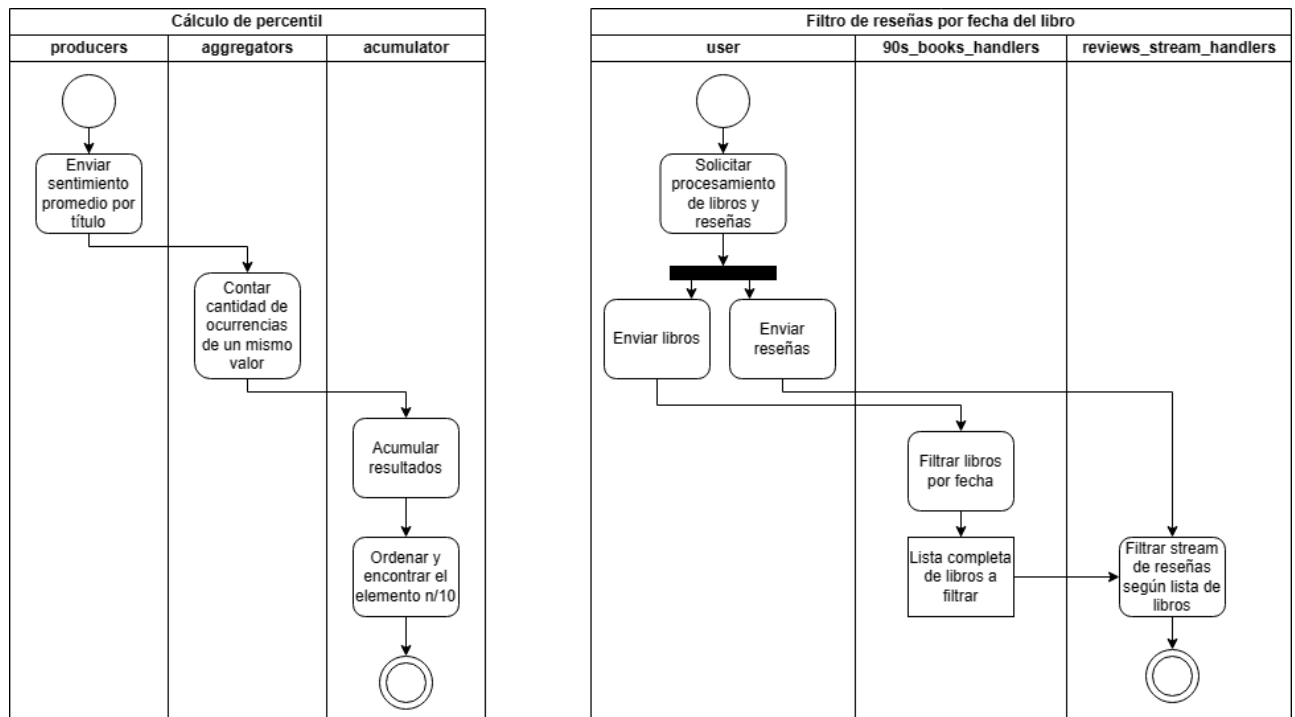 Cálculo de percentil
producers
aggregators
acumulator
Enviar
sentimiento
promedio por
título
Contar
cantidad de
ocurrencias
de un mismo
valor
Acumular
resultados
Ordenar y
encontrar el
elemento n/10
Filtro de reseñas por fecha del libro
user
90s_books_handlers
reviews_stream_handlers
Solicitar
procesamiento
de libros y
reseñas
Enviar libros
Enviar
reseñas
Filtrar libros
por fecha
Lista completa
de libros a
filtrar
Filtrar stream
de reseñas
según lista de
libros